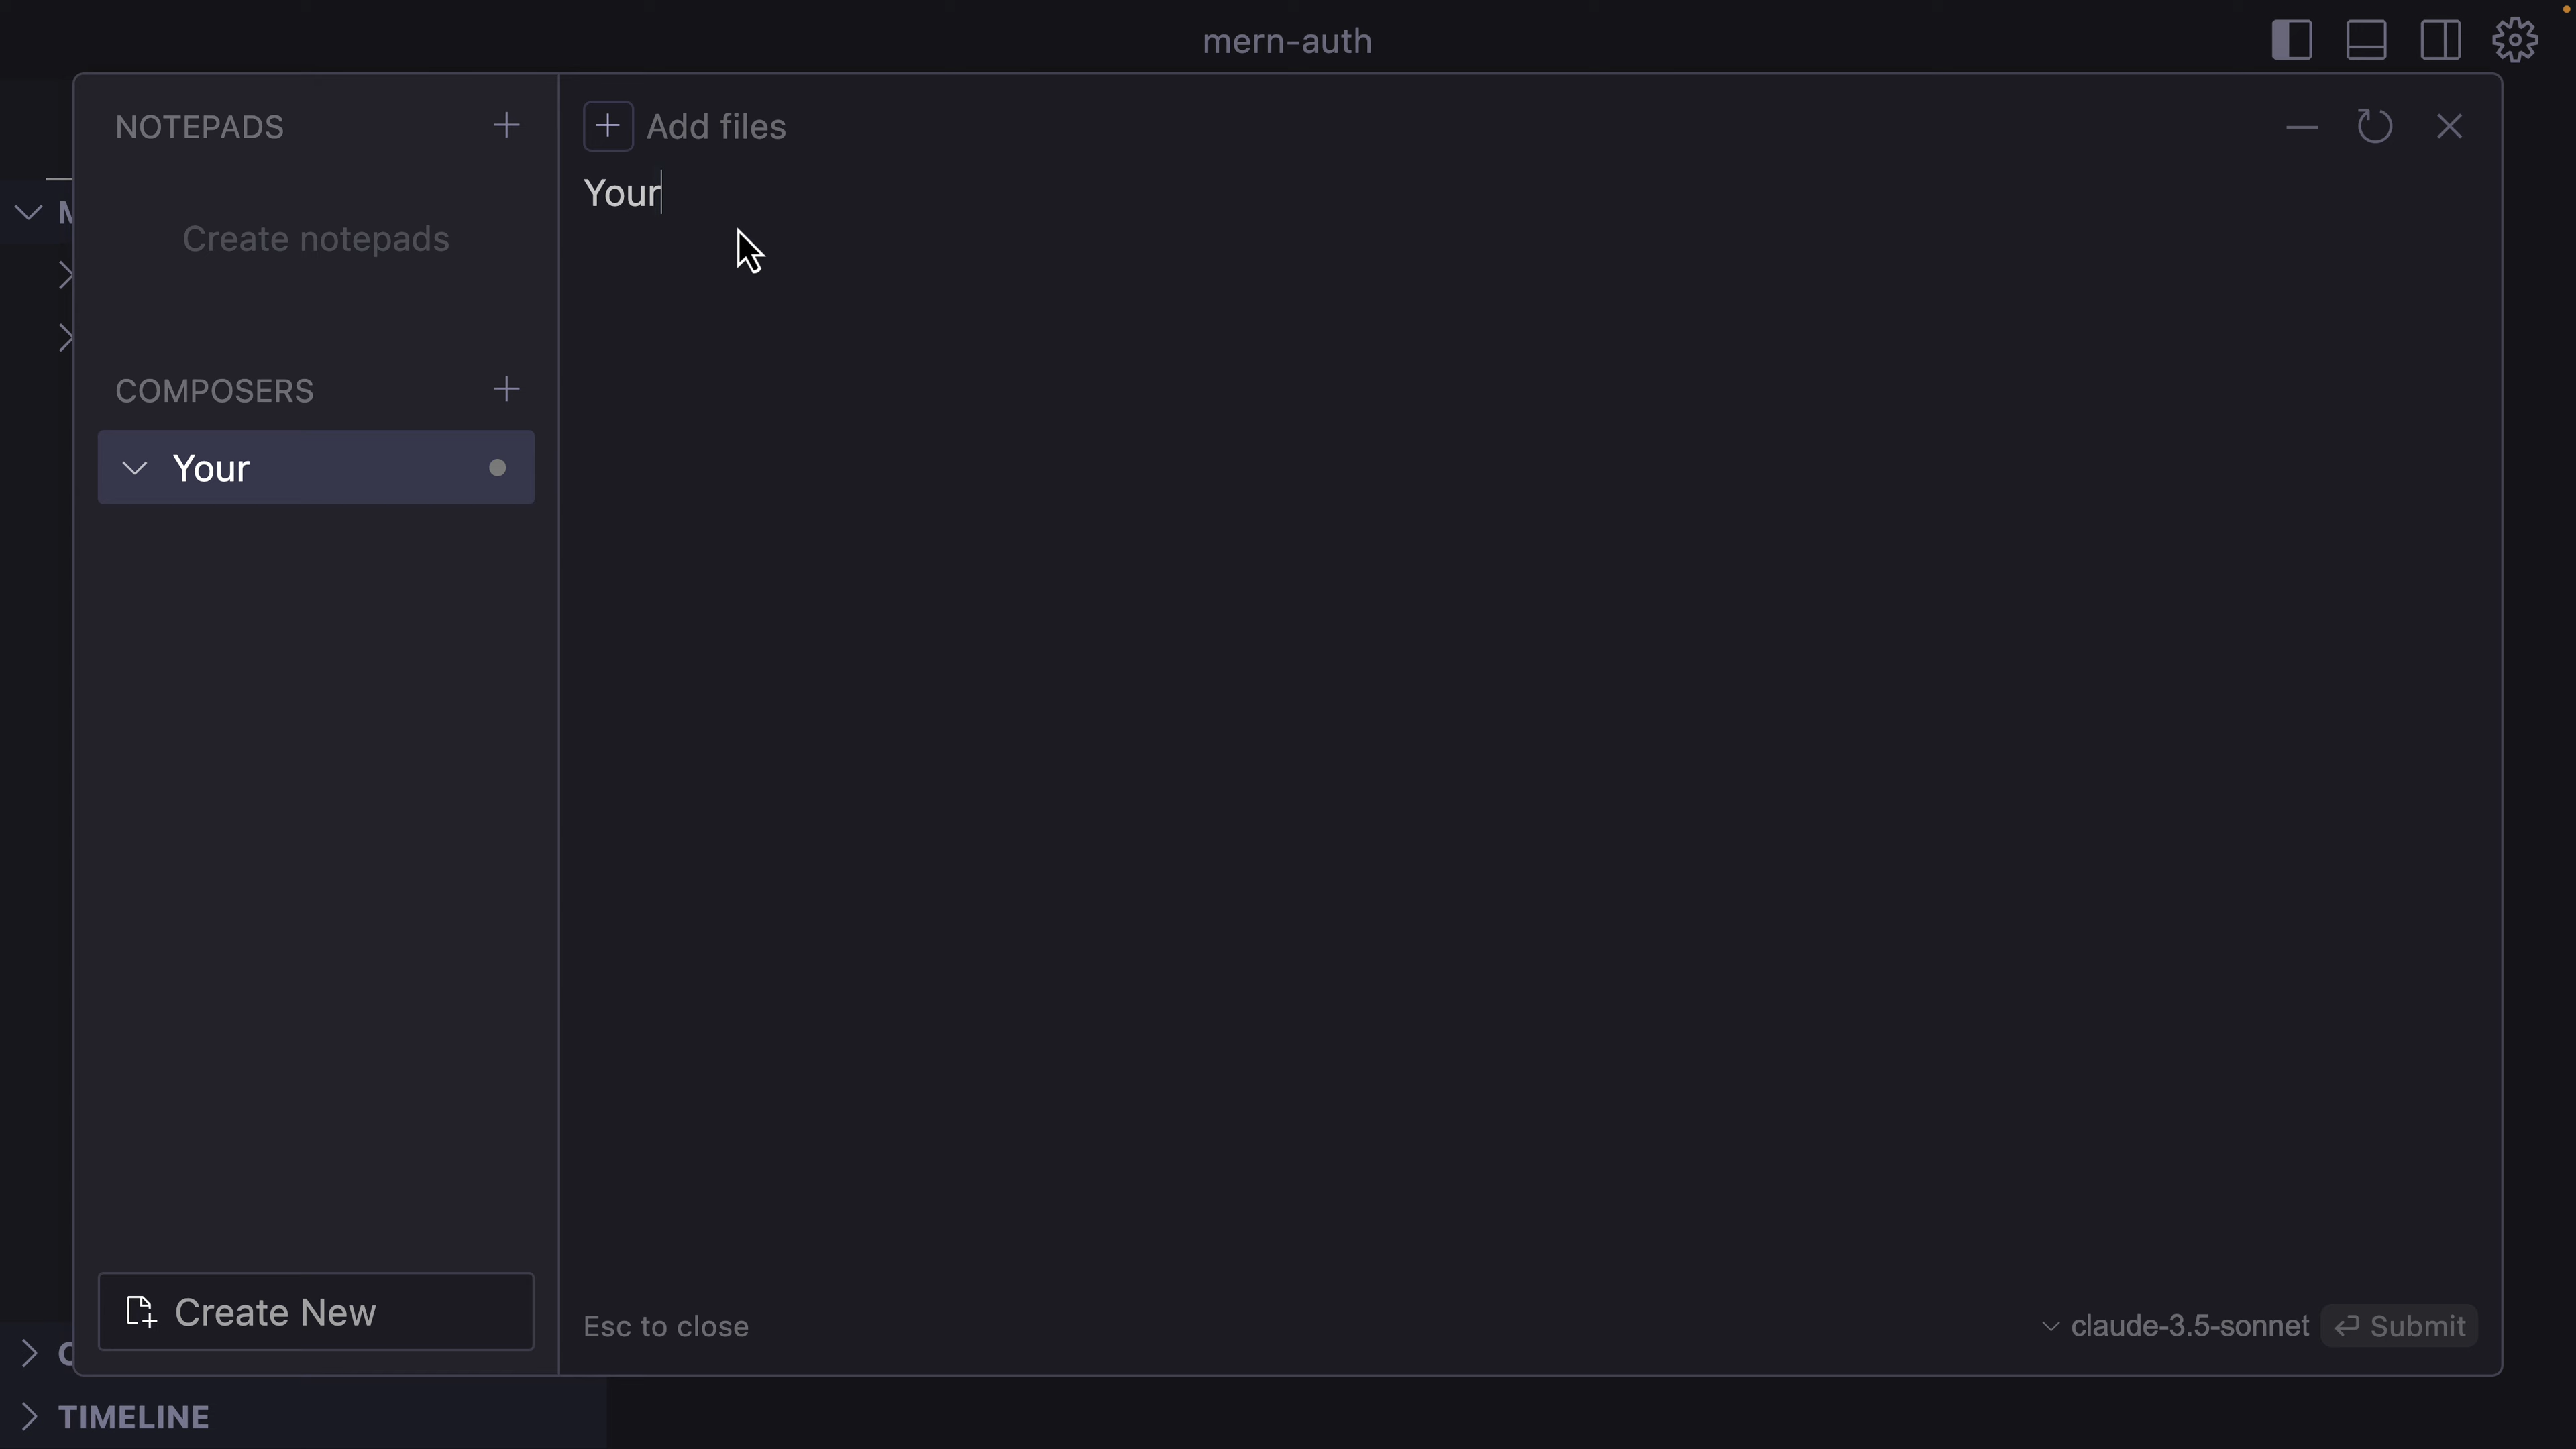 mern-auth
NOTEPADS
Create notepads
COMPOSERS
Your
Create New
Add files
Your
Esc to close
claude-3.5-sonnet
Submit
TIMELINE